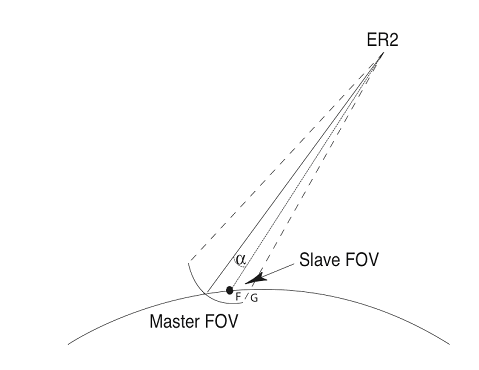 ER2
α
Slave FOV
F / G
Master FOV